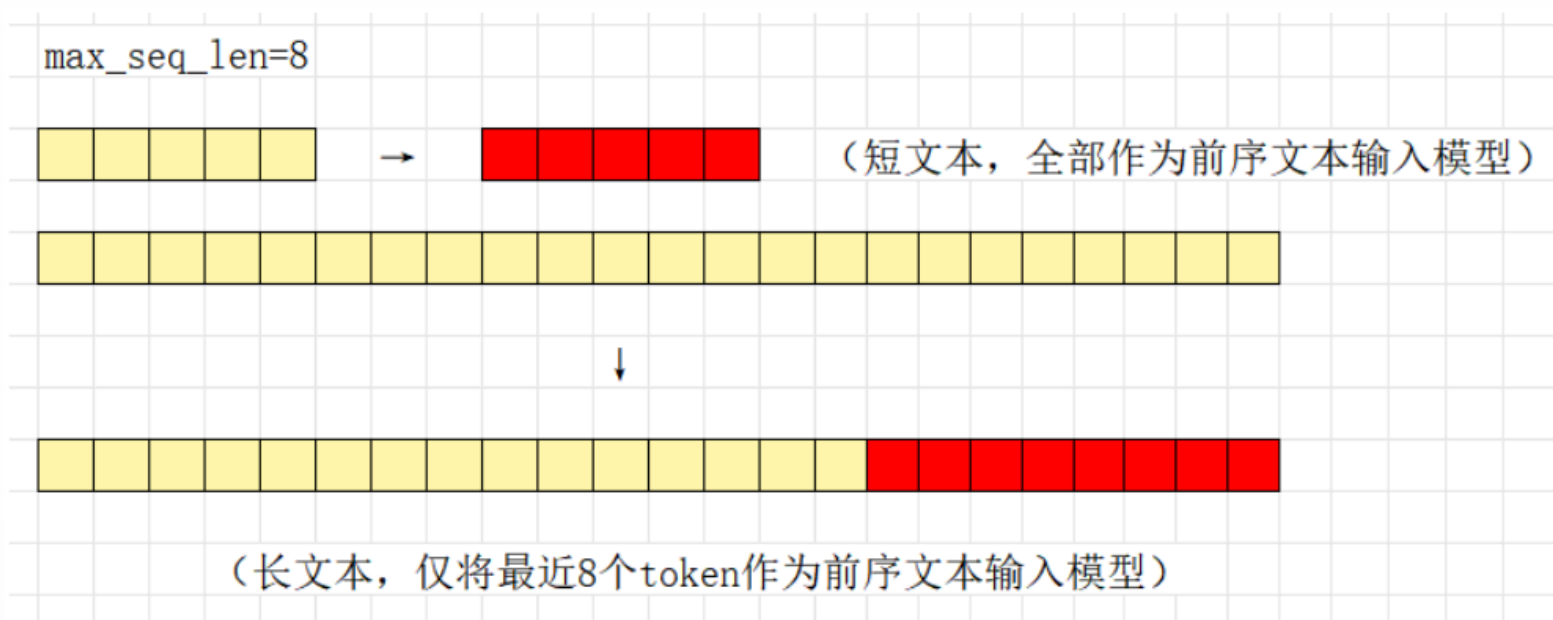 max_seq_len=8
→ （短文本，全部作为前序文本输入模型）
↓
（长文本，仅将最近8个token作为前序文本输入模型）